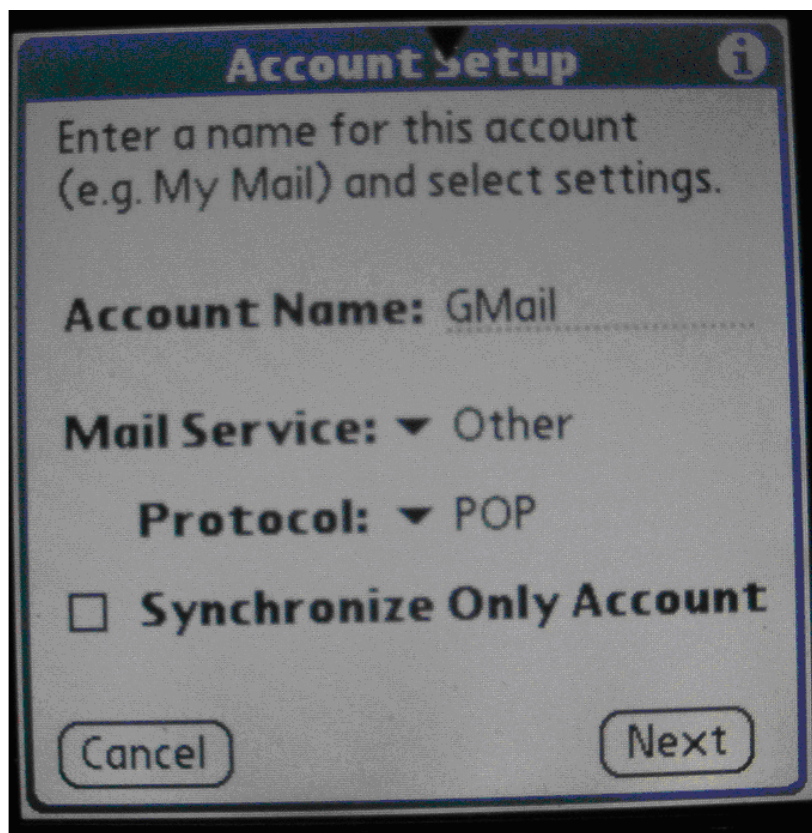 Account Setup
Enter a name for this account
(e.g. My Mail) and select settings.
Account Name: GMail
Mail Service: Other
Protocol: POP
Synchronize Only Account
Cancel Next